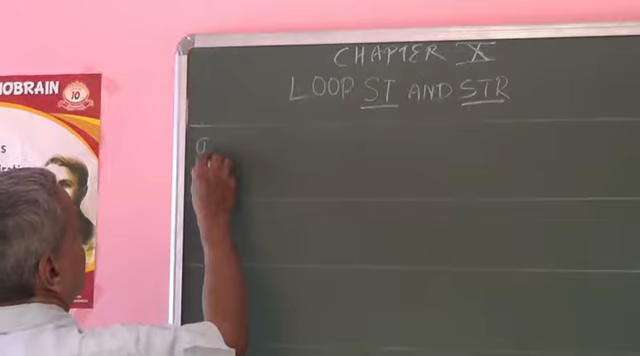 NOBRAIN
10
s
CHAPTER X
LOOP ST AND STR